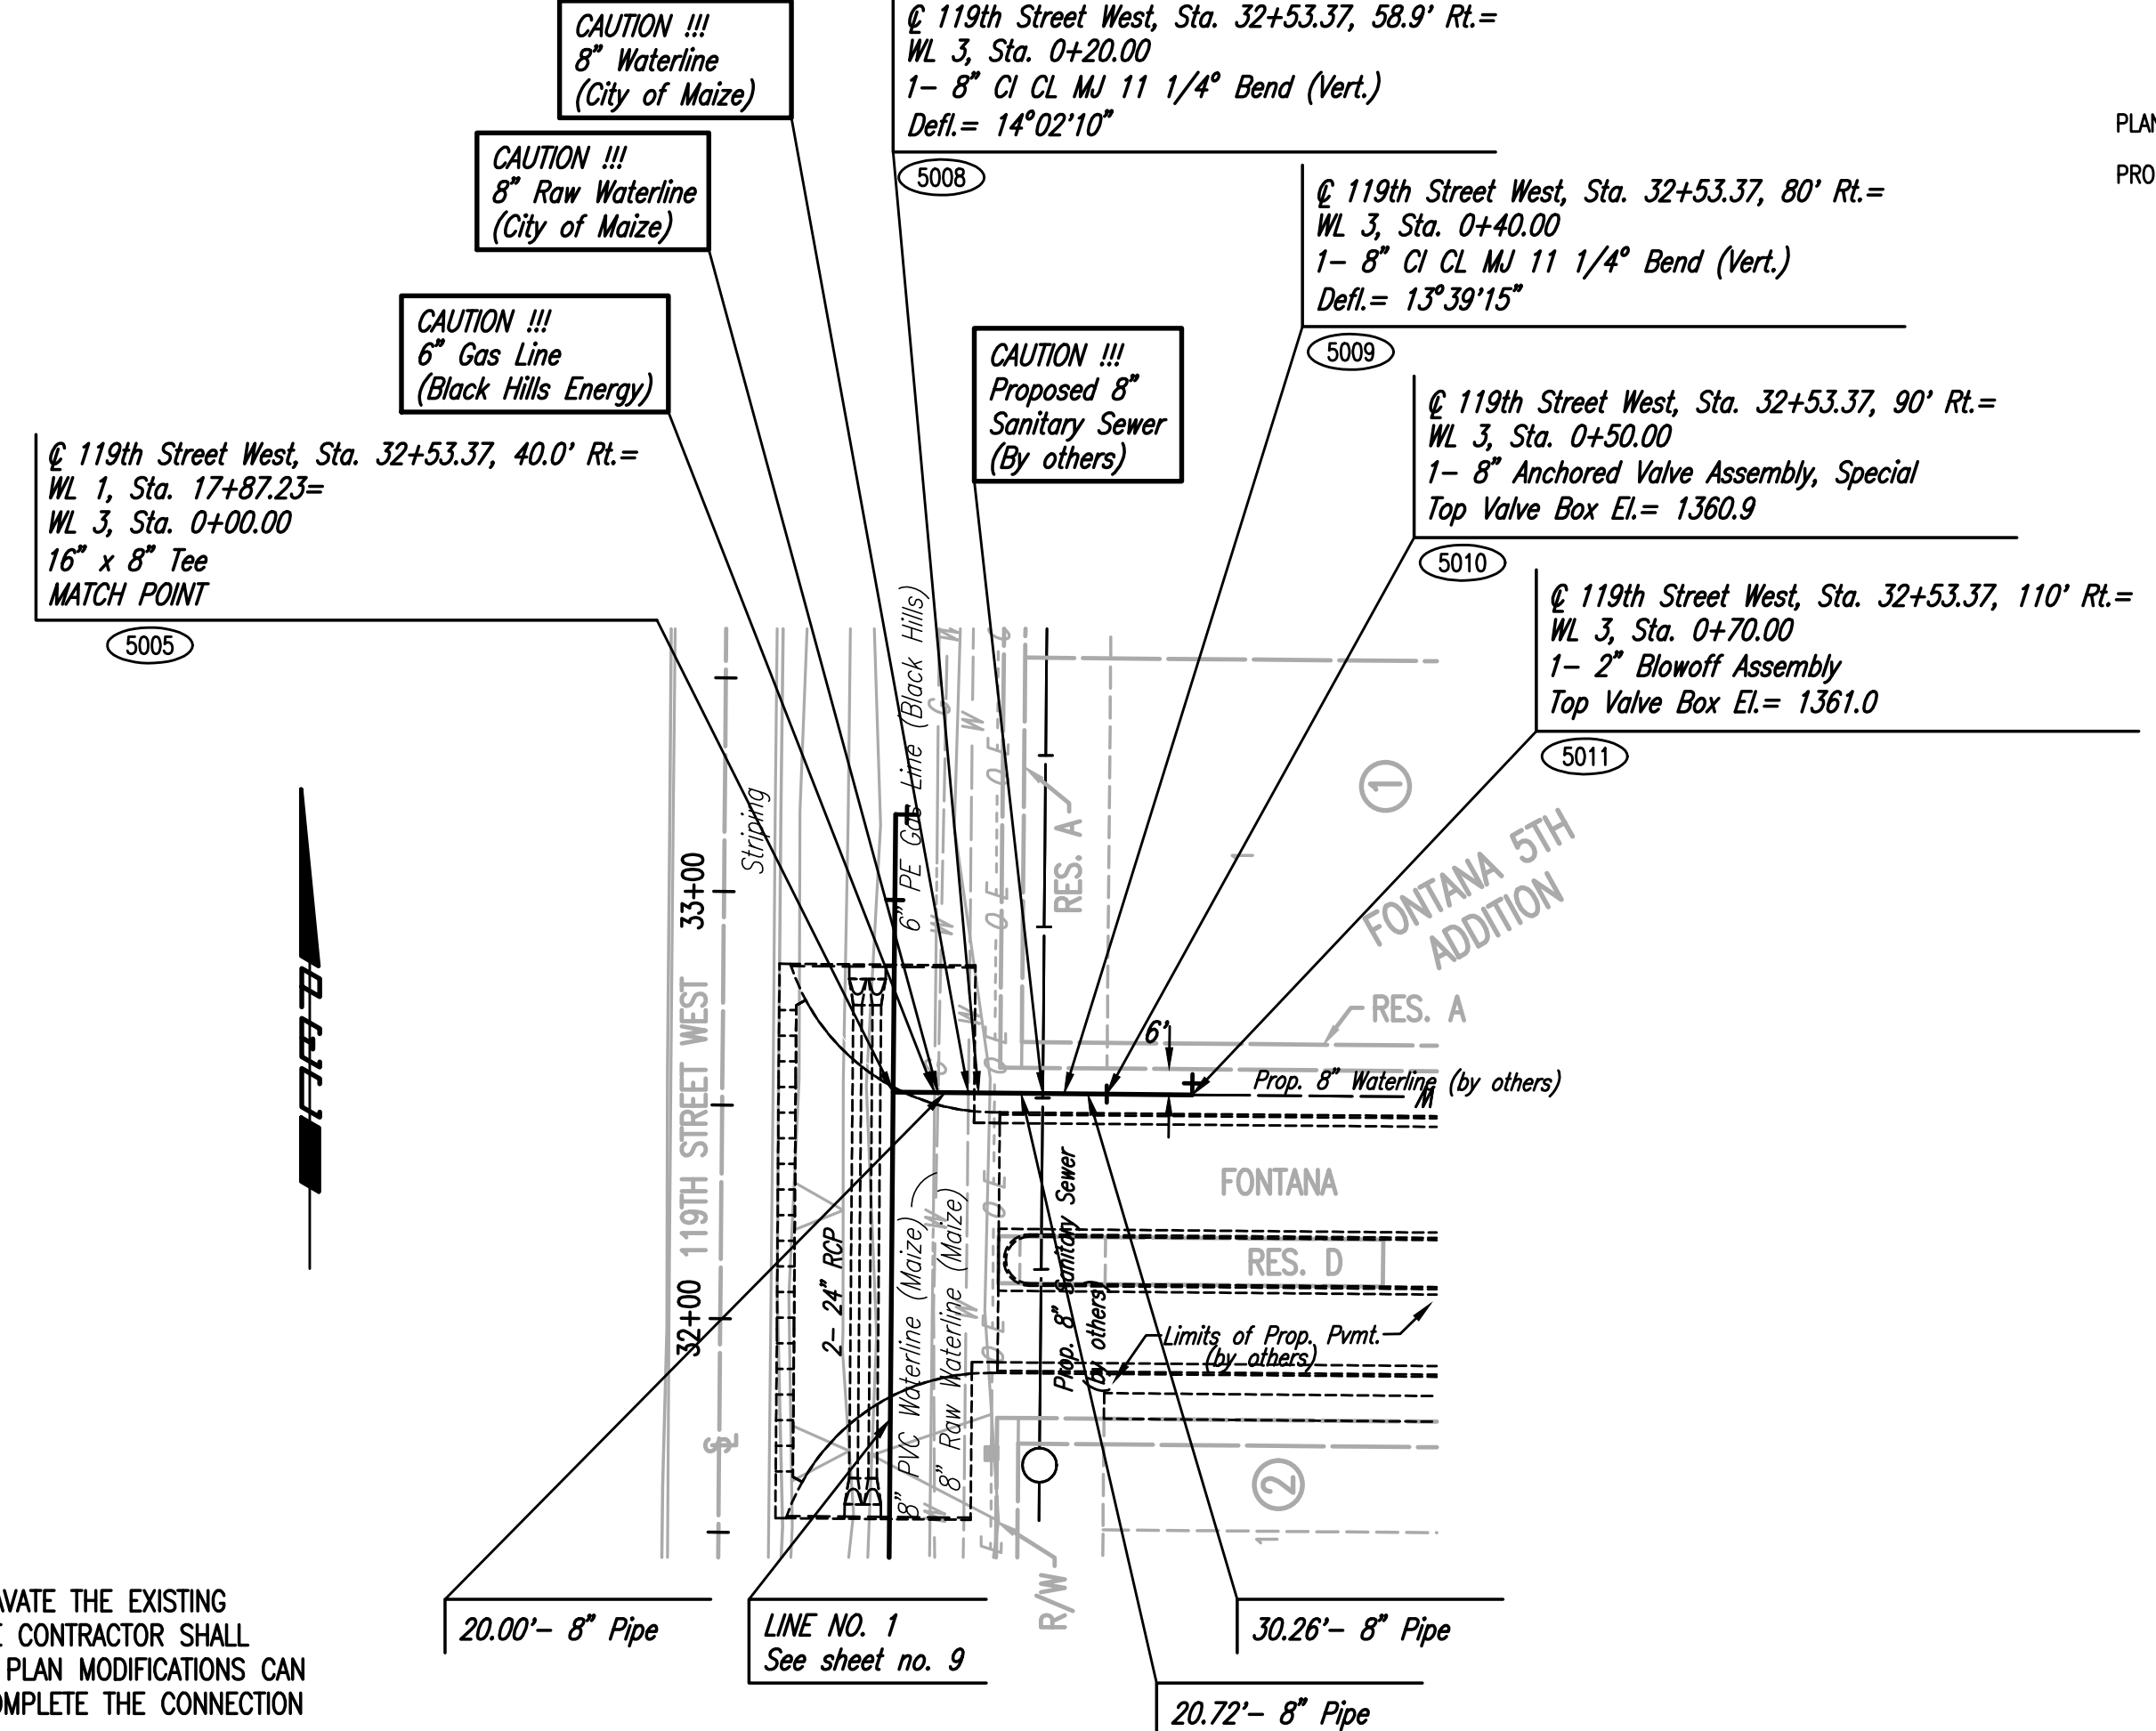 CAUTION !!!
8" Waterline
(City of Maize)
℄ 119th Street West, Sta. 32+53.37, 58.9' Rt.=
WL 3, Sta. 0+20.00
1- 8" CI CL MJ 11 1/4° Bend (Vert.)
Defl.= 14°02'10"
5008
PLAN
PRO
CAUTION !!!
8" Raw Waterline
(City of Maize)
℄ 119th Street West, Sta. 32+53.37, 80' Rt.=
WL 3, Sta. 0+40.00
1- 8" CI CL MJ 11 1/4° Bend (Vert.)
Defl.= 13°39'15"
5009
CAUTION !!!
6" Gas Line
(Black Hills Energy)
CAUTION !!!
Proposed 8"
Sanitary Sewer
(By others)
℄ 119th Street West, Sta. 32+53.37, 90' Rt.=
WL 3, Sta. 0+50.00
1- 8" Anchored Valve Assembly, Special
Top Valve Box El.= 1360.9
5010
℄ 119th Street West, Sta. 32+53.37, 40.0' Rt.=
WL 1, Sta. 17+87.23=
WL 3, Sta. 0+00.00
16" x 8" Tee
MATCH POINT
5005
℄ 119th Street West, Sta. 32+53.37, 110' Rt.=
WL 3, Sta. 0+70.00
1- 2" Blowoff Assembly
Top Valve Box El.= 1361.0
5011
6" PE Gas Line (Black Hills)
Striping
33+00
RES. A
1
FONTANA 5TH
ADDITION
RES. A
119TH STREET WEST
6'
Prop. 8" Waterline (by others)
FONTANA
RES. D
2- 24" RCP
8" PVC Waterline (Maize)
8" Raw Waterline (Maize)
Prop. 8" Sanitary Sewer
(by others)
32+00
Limits of Prop. Pvmt.
(by others)
℄
2
1
R/W
AVATE THE EXISTING
E CONTRACTOR SHALL
PLAN MODIFICATIONS CAN
OMPLETE THE CONNECTION
20.00'- 8" Pipe
LINE NO. 1
See sheet no. 9
30.26'- 8" Pipe
20.72'- 8" Pipe